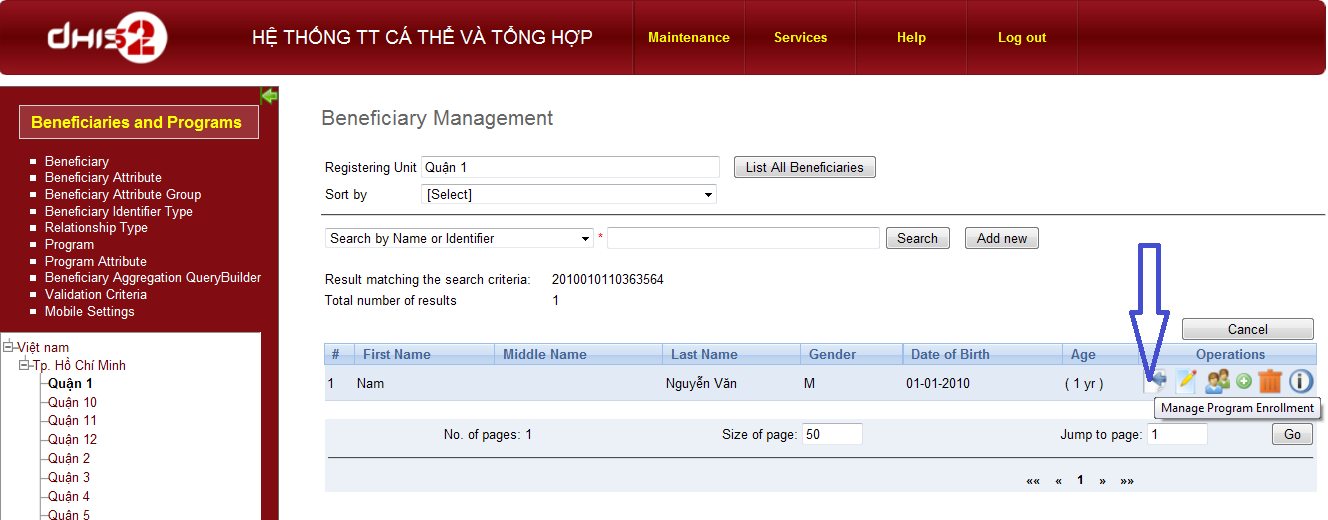 dHIS2
HỆ THỐNG TT CÁ THỂ VÀ TỔNG HỢP
Maintenance
Services
Help
Log out
Beneficiaries and Programs
Beneficiary
Beneficiary Attribute
Beneficiary Attribute Group
Beneficiary Identifier Type
Relationship Type
Program
Program Attribute
Beneficiary Aggregation QueryBuilder
Validation Criteria
Mobile Settings
Việt nam
Tp. Hồ Chí Minh
Quận 1
Quận 10
Quận 11
Quận 12
Quận 2
Quận 3
Quận 4
Quận 5
Beneficiary Management
Registering Unit Quận 1 List All Beneficiaries
Sort by [Select]
Search by Name or Identifier * Search Add new
Result matching the search criteria: 2010010110363564
Total number of results 1
Cancel
# First Name Middle Name Last Name Gender Date of Birth Age Operations
1 Nam Nguyễn Văn M 01-01-2010 ( 1 yr )
Manage Program Enrollment
No. of pages: 1 Size of page: 50 Jump to page: 1 Go
«« « 1 » »»